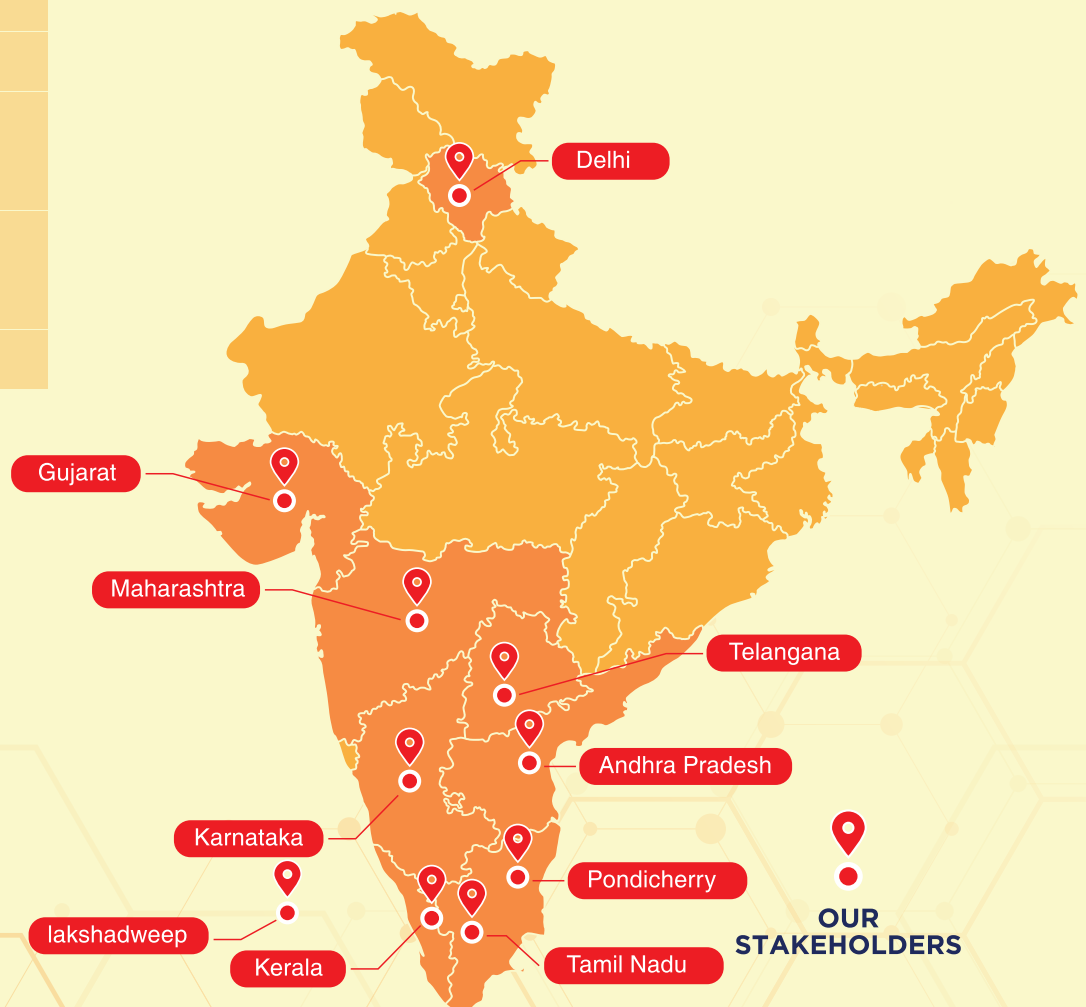 Delhi
Gujarat
Maharashtra
Telangana
Andhra Pradesh
Karnataka
Pondicherry
lakshadweep
Kerala
Tamil Nadu
OUR
STAKEHOLDERS